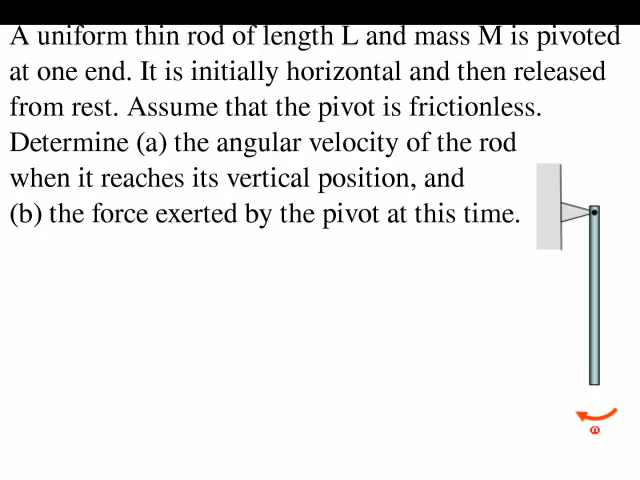 A uniform thin rod of length L and mass M is pivoted
at one end. It is initially horizontal and then released
from rest. Assume that the pivot is frictionless.
Determine (a) the angular velocity of the rod
when it reaches its vertical position, and
(b) the force exerted by the pivot at this time.